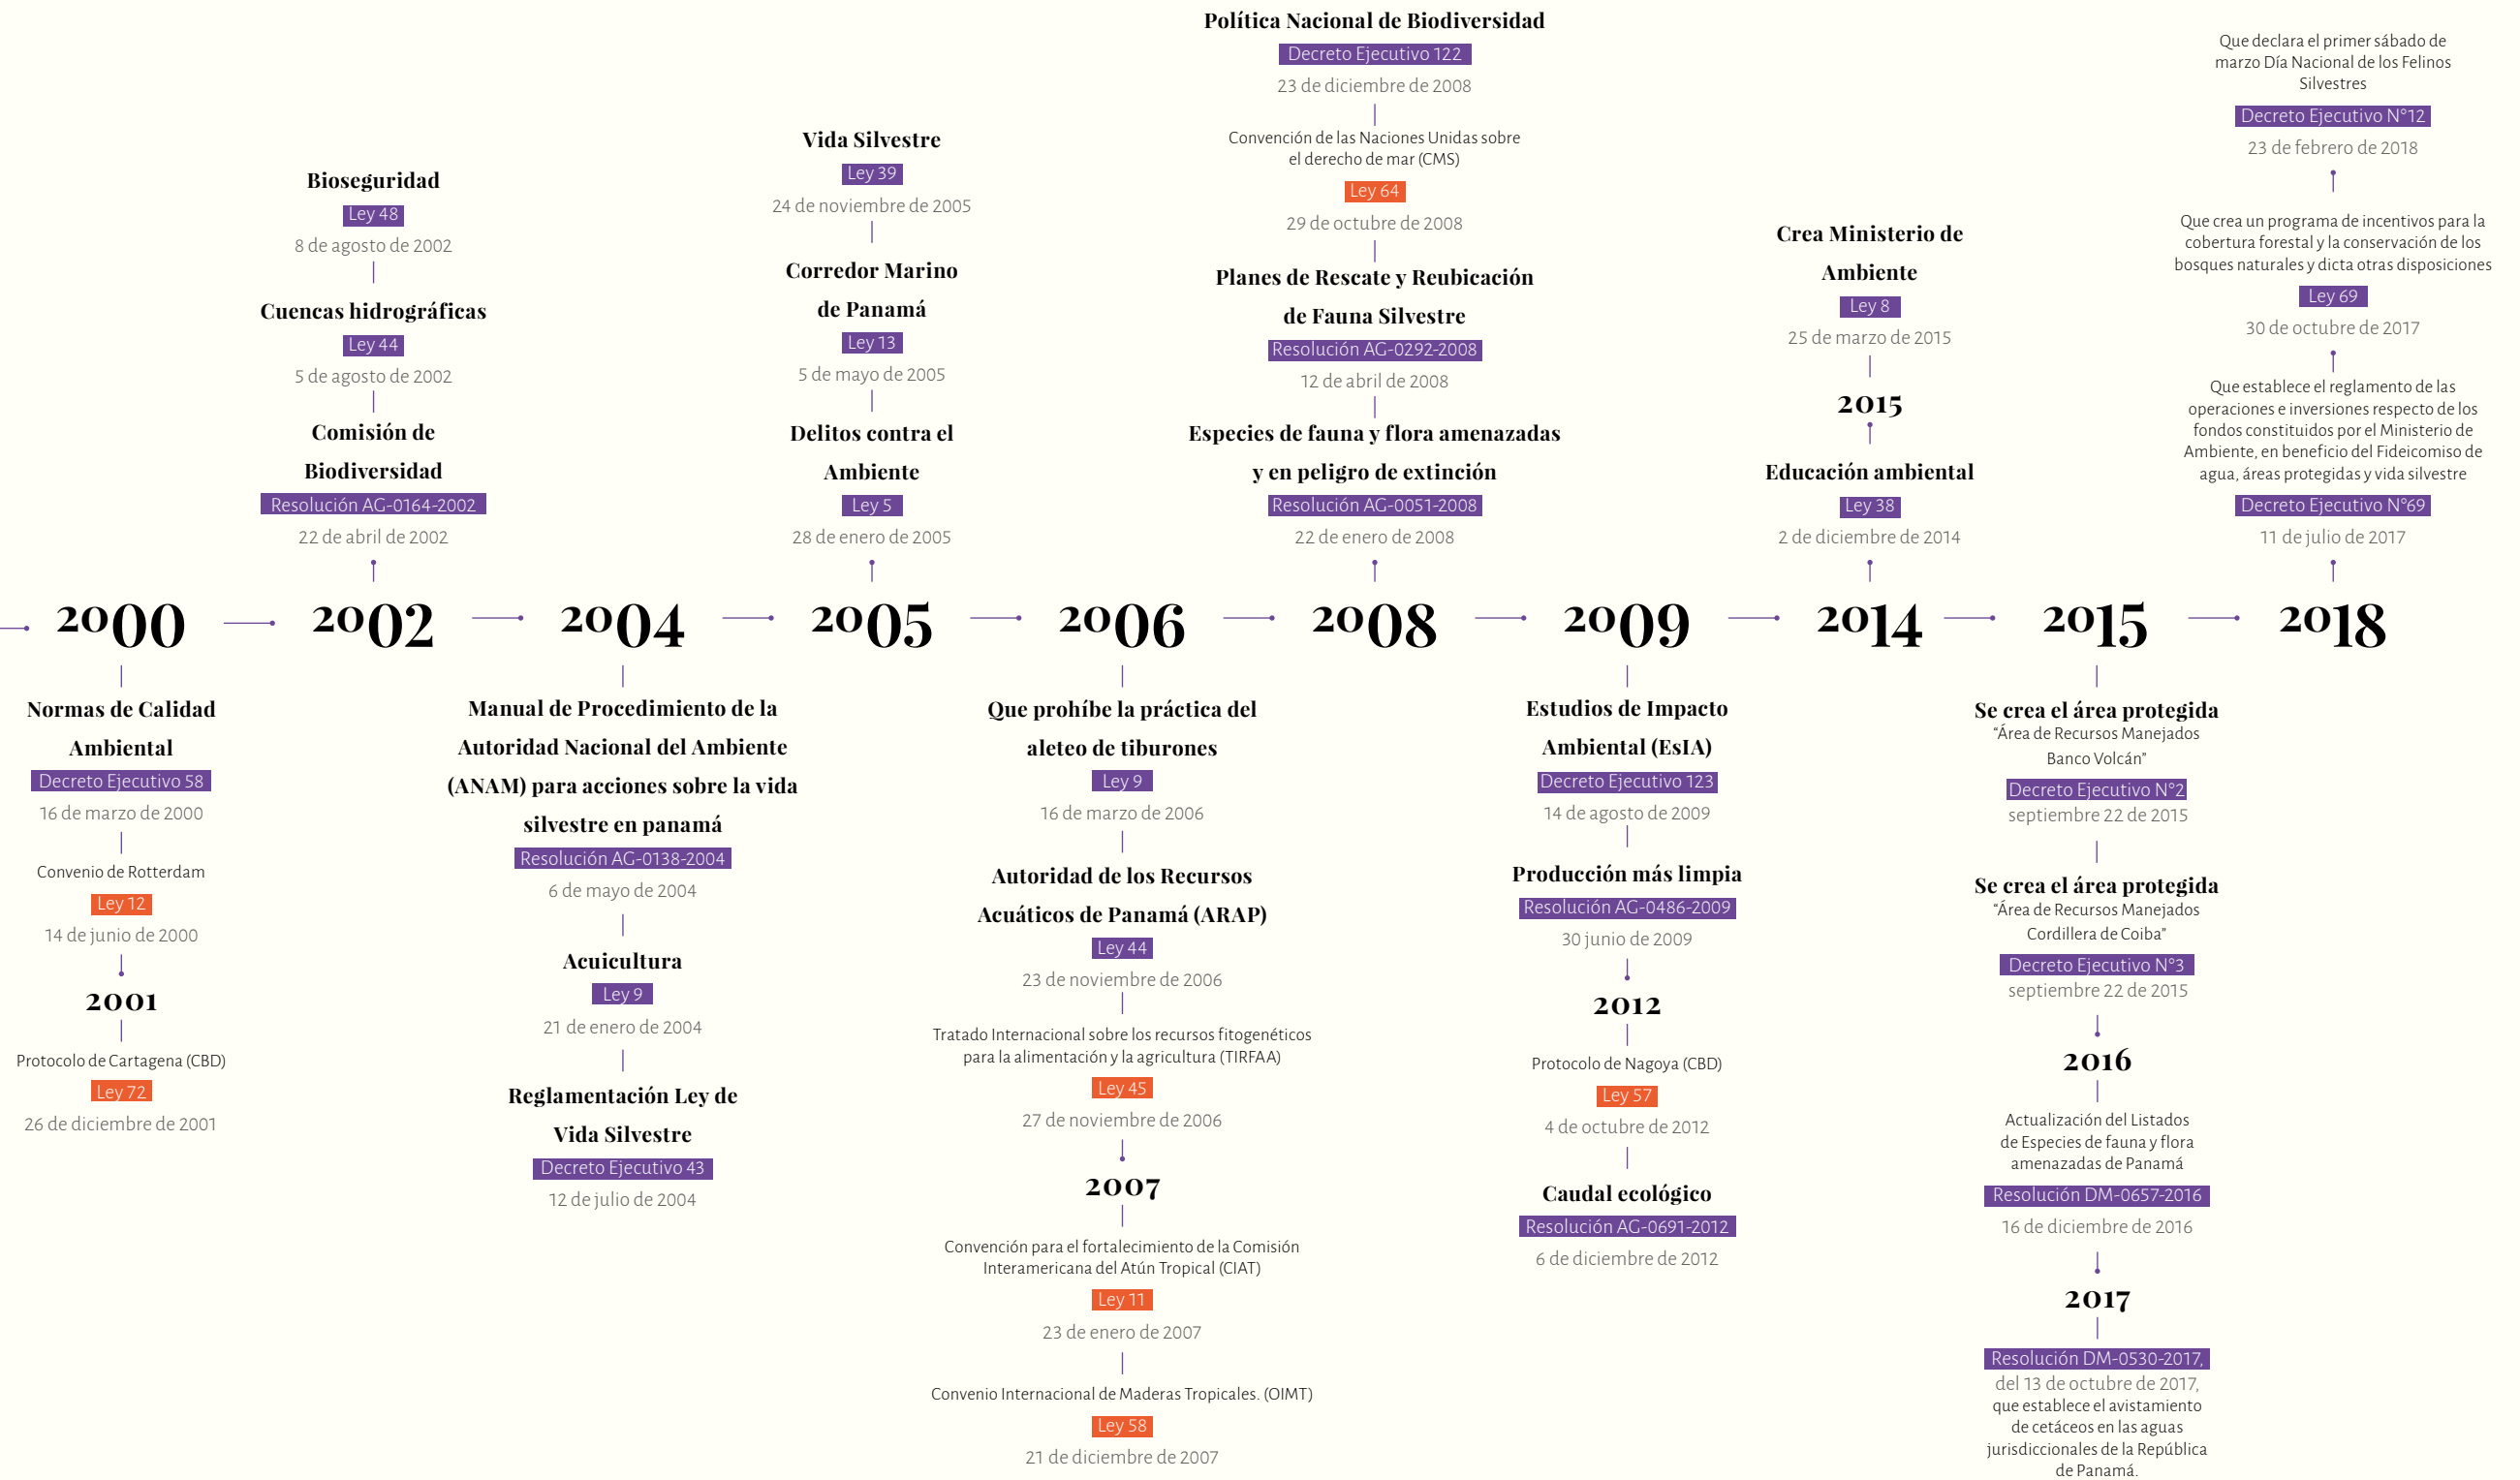 Política Nacional de Biodiversidad
Decreto Ejecutivo 122
23 de diciembre de 2008
Convención de las Naciones Unidas sobre
el derecho de mar (CMS)
Ley 64
29 de octubre de 2008
Planes de Rescate y Reubicación
de Fauna Silvestre
Resolución AG-0292-2008
12 de abril de 2008
Especies de fauna y flora amenazadas
y en peligro de extinción
Resolución AG-0051-2008
22 de enero de 2008
Que declara el primer sábado de
marzo Día Nacional de los Felinos
Silvestres
Decreto Ejecutivo N°12
23 de febrero de 2018
Que crea un programa de incentivos para la
cobertura forestal y la conservación de los
bosques naturales y dicta otras disposiciones
Ley 69
30 de octubre de 2017
Que establece el reglamento de las
operaciones e inversiones respecto de los
fondos constituidos por el Ministerio de
Ambiente, en beneficio del Fideicomiso de
agua, áreas protegidas y vida silvestre
Decreto Ejecutivo N°69
11 de julio de 2017
Bioseguridad
Ley 48
8 de agosto de 2002
Cuencas hidrográficas
Ley 44
5 de agosto de 2002
Comisión de
Biodiversidad
Resolución AG-0164-2002
22 de abril de 2002
Vida Silvestre
Ley 39
24 de noviembre de 2005
Corredor Marino
de Panamá
Ley 13
5 de mayo de 2005
Delitos contra el
Ambiente
Ley 5
28 de enero de 2005
Crea Ministerio de
Ambiente
Ley 8
25 de marzo de 2015
2015
Educación ambiental
Ley 38
2 de diciembre de 2014
2000
2002
2004
2005
2006
2008
2009
2014
2015
2018
Normas de Calidad
Ambiental
Decreto Ejecutivo 58
16 de marzo de 2000
Convenio de Rotterdam
Ley 12
14 de junio de 2000
2001
Protocolo de Cartagena (CBD)
Ley 72
26 de diciembre de 2001
Manual de Procedimiento de la
Autoridad Nacional del Ambiente
(ANAM) para acciones sobre la vida
silvestre en panamá
Resolución AG-0138-2004
6 de mayo de 2004
Acuicultura
Ley 9
21 de enero de 2004
Reglamentación Ley de
Vida Silvestre
Decreto Ejecutivo 43
12 de julio de 2004
Que prohíbe la práctica del
aleteo de tiburones
Ley 9
16 de marzo de 2006
Autoridad de los Recursos
Acuáticos de Panamá (ARAP)
Ley 44
23 de noviembre de 2006
Tratado Internacional sobre los recursos fitogenéticos
para la alimentación y la agricultura (TIRFAA)
Ley 45
27 de noviembre de 2006
2007
Convención para el fortalecimiento de la Comisión
Interamericana del Atún Tropical (CIAT)
Ley 11
23 de enero de 2007
Convenio Internacional de Maderas Tropicales. (OIMT)
Ley 58
21 de diciembre de 2007
Estudios de Impacto
Ambiental (EsIA)
Decreto Ejecutivo 123
14 de agosto de 2009
Producción más limpia
Resolución AG-0486-2009
30 junio de 2009
2012
Protocolo de Nagoya (CBD)
Ley 57
4 de octubre de 2012
Caudal ecológico
Resolución AG-0691-2012
6 de diciembre de 2012
Se crea el área protegida
“Área de Recursos Manejados
Banco Volcán”
Decreto Ejecutivo N°2
septiembre 22 de 2015
Se crea el área protegida
“Área de Recursos Manejados
Cordillera de Coiba”
Decreto Ejecutivo N°3
septiembre 22 de 2015
2016
Actualización del Listados
de Especies de fauna y flora
amenazadas de Panamá
Resolución DM-0657-2016
16 de diciembre de 2016
2017
Resolución DM-0530-2017,
del 13 de octubre de 2017,
que establece el avistamiento
de cetáceos en las aguas
jurisdiccionales de la República
de Panamá.